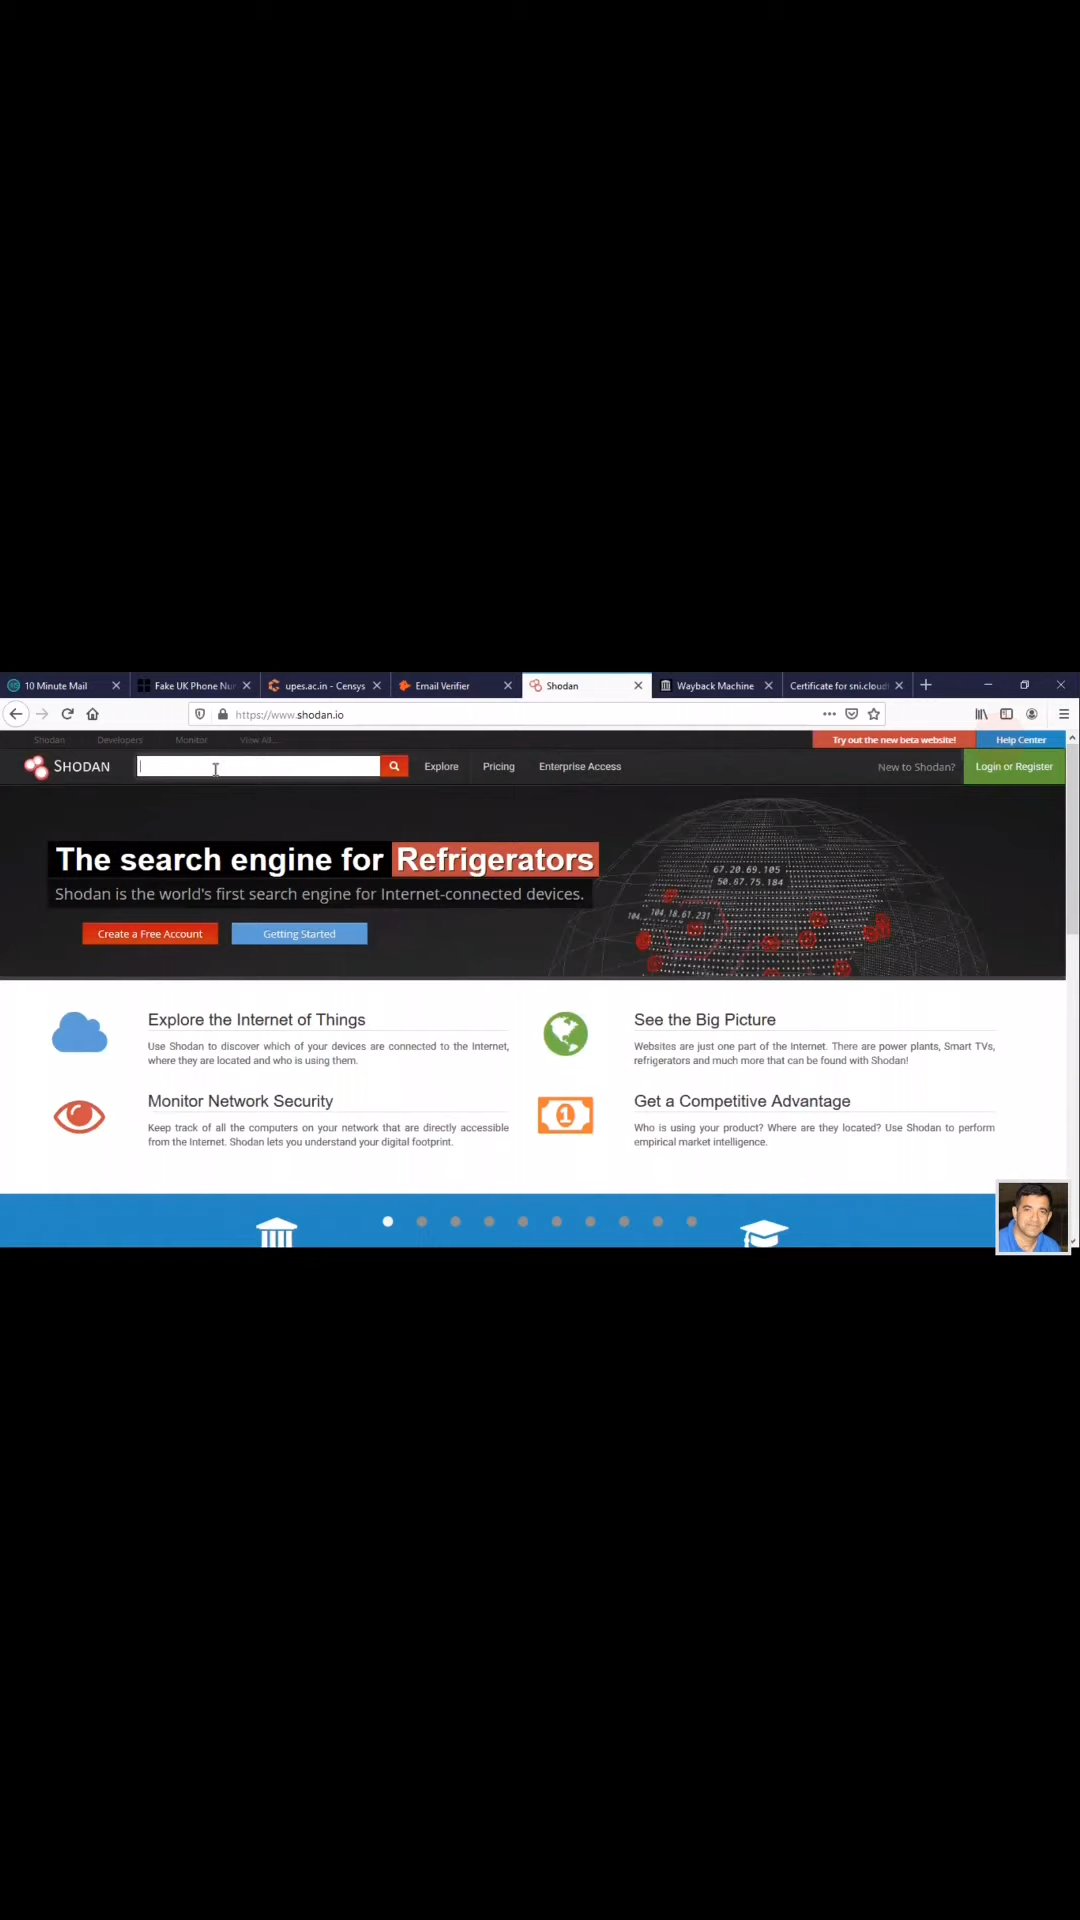 10 Minute Mail
Fake UK Phone Nu
upes.ac.in - Censys
Email Verifier
Shodan
Wayback Machine
Certificate for sni.cloud
https://www.shodan.io
Shodan
Developers
Monitor
View All...
Try out the new beta website!
Help Center
SHODAN
Explore
Pricing
Enterprise Access
New to Shodan?
Login or Register
The search engine for Refrigerators
Shodan is the world's first search engine for Internet-connected devices.
Create a Free Account
Getting Started
67.20.69.105
50.87.75.184
104.
104.18.61.231
Explore the Internet of Things
Use Shodan to discover which of your devices are connected to the Internet,
where they are located and who is using them.
See the Big Picture
Websites are just one part of the Internet. There are power plants, Smart TVs,
refrigerators and much more that can be found with Shodan!
Monitor Network Security
Keep track of all the computers on your network that are directly accessible
from the Internet. Shodan lets you understand your digital footprint.
Get a Competitive Advantage
1
Who is using your product? Where are they located? Use Shodan to perform
empirical market intelligence.